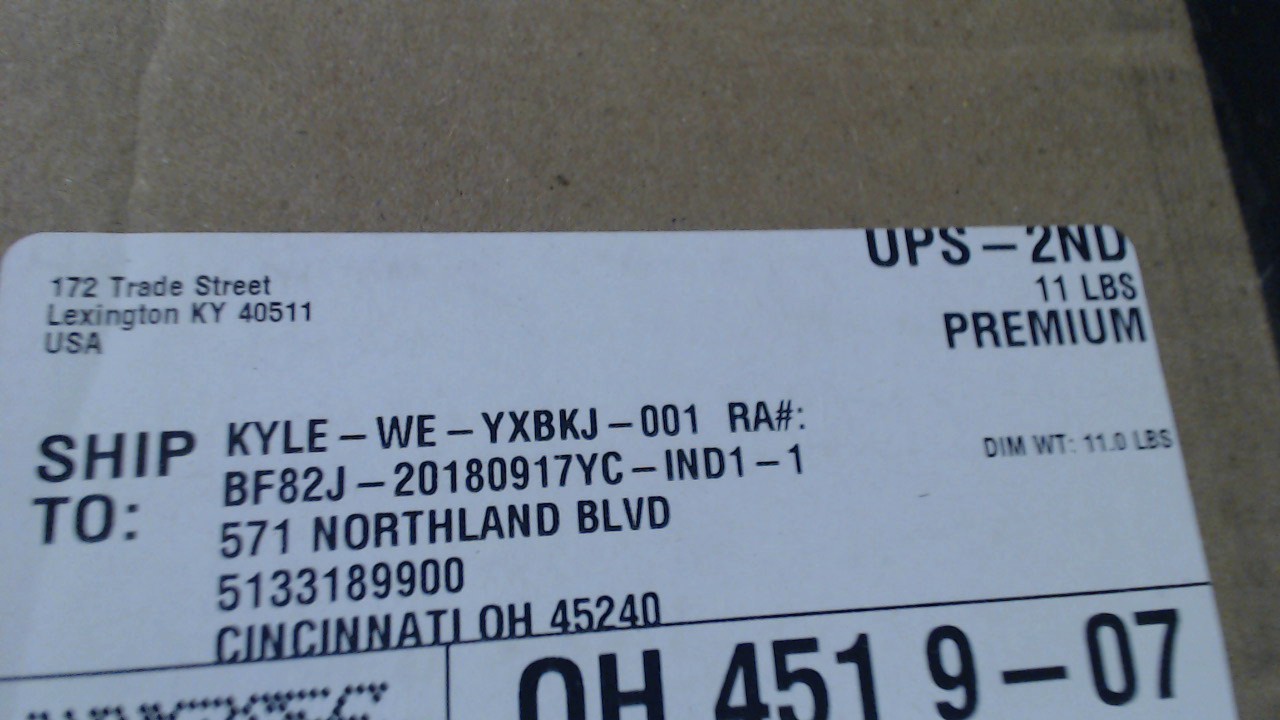 UPS - 2ND
172 Trade Street
11 LBS
Lexington KY 40511
PREMIUM
USA
SHIP TO:
KYLE - WE - YXBKJ - 001 RA#:
BF82J - 20180917YC - IND1 - 1
DIM WT: 11.0 LBS
571 NORTHLAND BLVD
5133189900
CINCINNATI OH 45240
OH 451 9 - 07